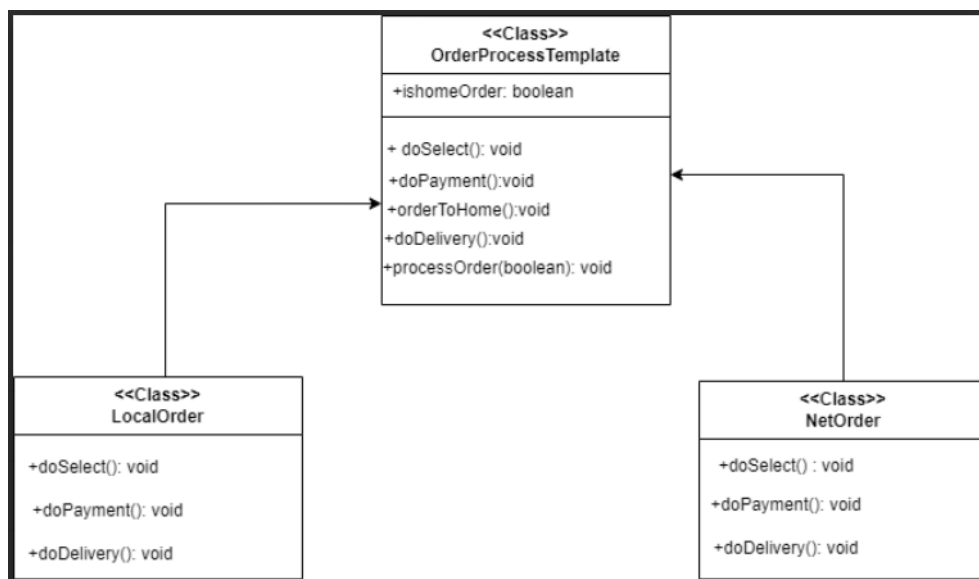 <<Class>>
OrderProcessTemplate
+ishomeOrder: boolean
+ doSelect(): void
+doPayment():void
+orderToHome():void
+doDelivery():void
+processOrder(boolean): void
<<Class>>
LocalOrder
+doSelect(): void
+doPayment(): void
+doDelivery(): void
<<Class>>
NetOrder
+doSelect() : void
+doPayment(): void
+doDelivery(): void